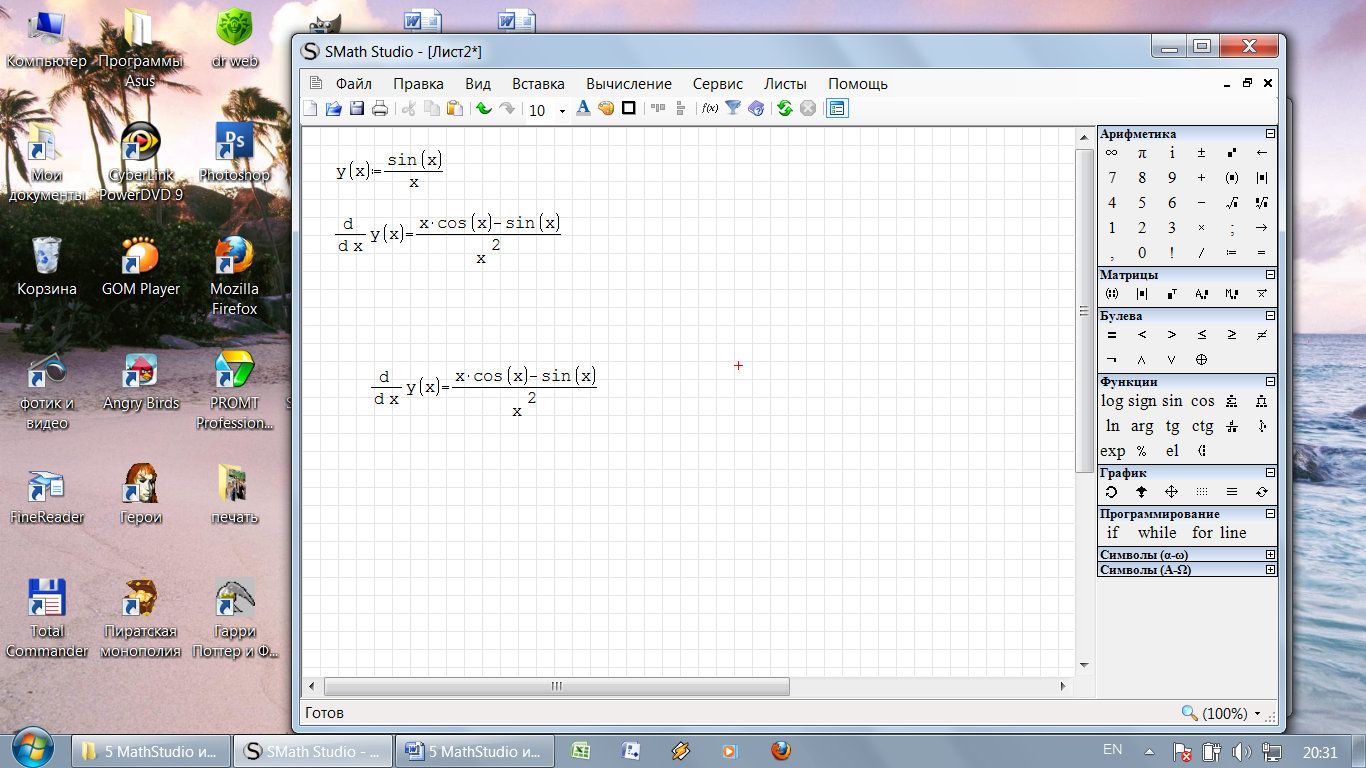 Компьютер
Программы
Asus
dr web
Мои
документы
CyberLink
PowerDVD 9
Photoshop
Корзина
GOM Player
Mozilla
Firefox
фотик и
видео
Angry Birds
PROMT
Profession...
FineReader
Герои
печать
Total
Commander
Пиратская
монополия
Гарри
Поттер и Ф...
SMath Studio - [Лист2*]
Файл Правка Вид Вставка Вычисление Сервис Листы Помощь
10
f(x)
y(x):=sin(x)/x
d/dx y(x)=(x·cos(x)-sin(x))/x^2
d/dx y(x)=(x·cos(x)-sin(x))/x^2
Арифметика
∞ π i ± ←
7 8 9 +
4 5 6 −
1 2 3 × ; →
, 0 ! / := =
Матрицы
Булева
= < > ≤ ≥ ≠
¬ ∧ ∨ ⊕
Функции
log sign sin cos
ln arg tg ctg
exp % el
График
Программирование
if while for line
Символы (α-ω)
Символы (Α-Ω)
Готов
(100%)
5 MathStudio и...
SMath Studio - ...
5 MathStudio и...
EN
20:31